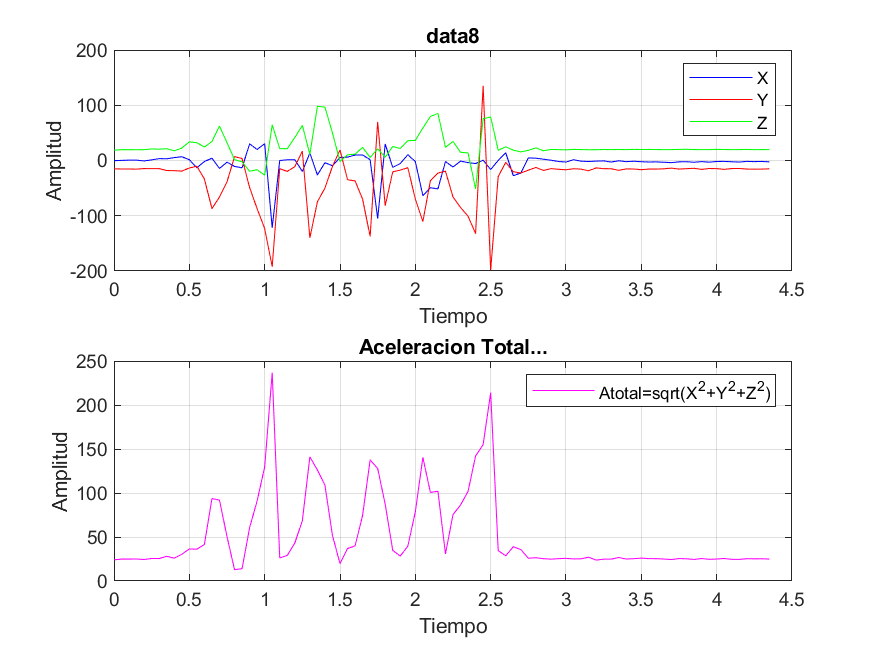 data8
200
100
0
-100
-200
Amplitud
X
Y
Z
0 0.5 1 1.5 2 2.5 3 3.5 4 4.5
Tiempo
Aceleracion Total...
250
200
150
100
50
0
Amplitud
Atotal=sqrt(X²+Y²+Z²)
0 0.5 1 1.5 2 2.5 3 3.5 4 4.5
Tiempo